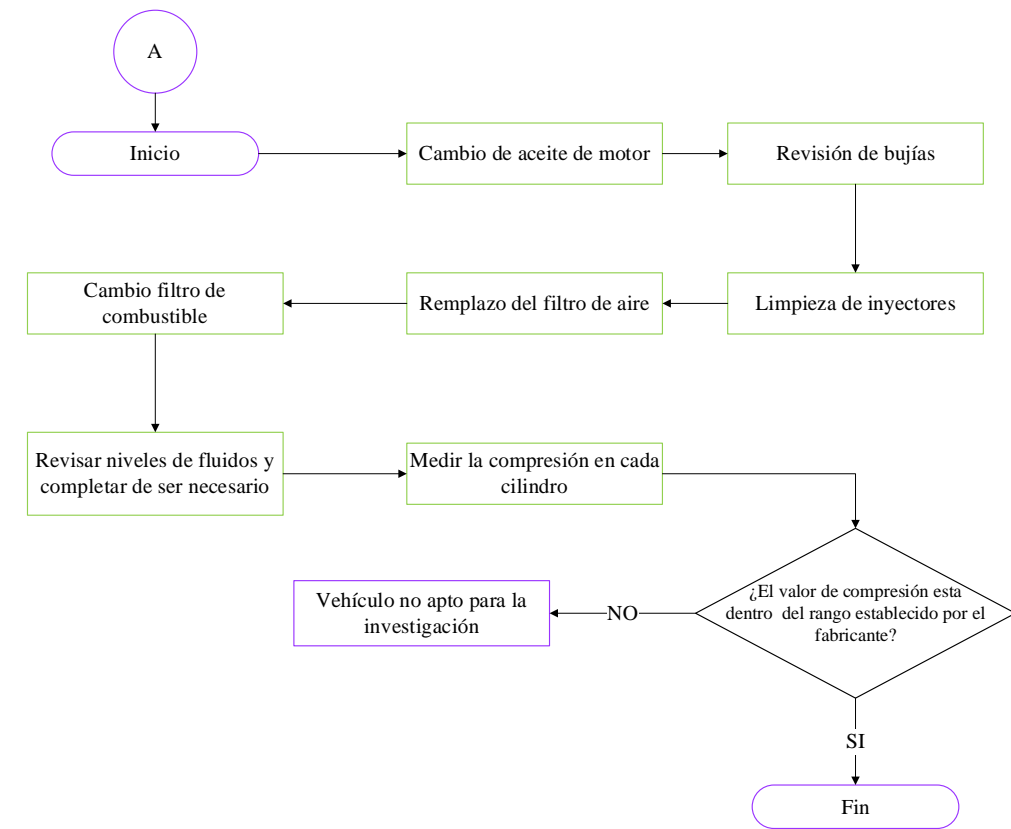 A
Inicio
Cambio de aceite de motor
Revisión de bujías
Limpieza de inyectores
Remplazo del filtro de aire
Cambio filtro de
combustible
Revisar niveles de fluidos y
completar de ser necesario
Medir la compresión en cada
cilindro
¿El valor de compresión esta
dentro del rango establecido por el
fabricante?
NO
Vehículo no apto para la
investigación
SI
Fin